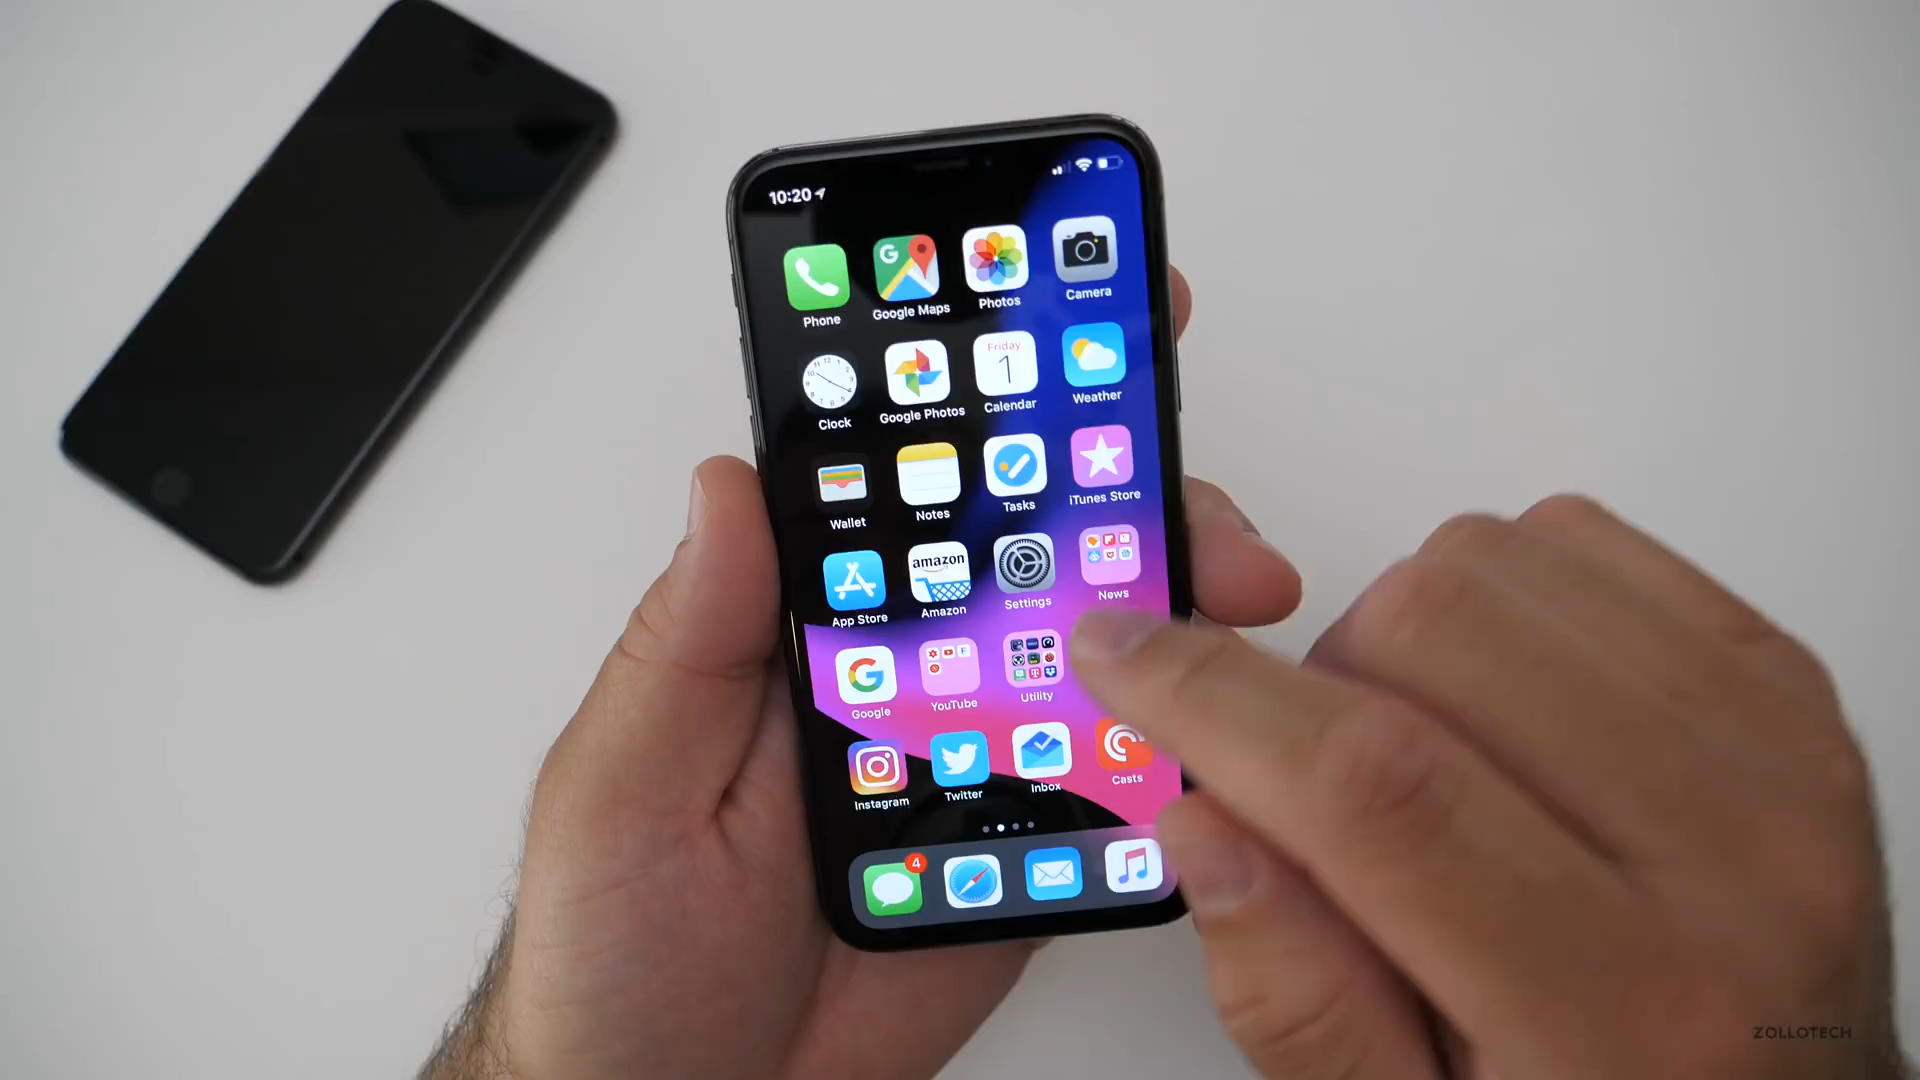 10:20
Phone
Google Maps
Photos
Camera
Clock
Google Photos
Friday
1
Calendar
Weather
Wallet
Notes
Tasks
iTunes Store
App Store
amazon
Amazon
Settings
News
Google
YouTube
Utility
Instagram
Twitter
Inbox
Casts
4
ZOLLOTECH